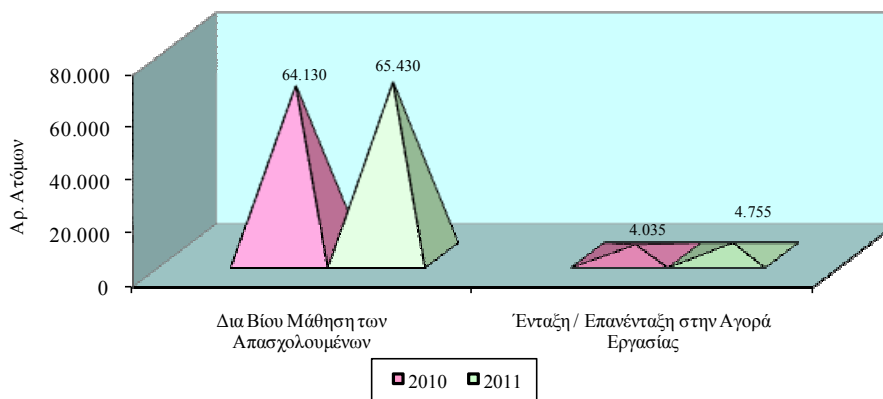 80.000
60.000
40.000
20.000
0
Αρ. Ατόμων
64.130
65.430
4.035
4.755
Δια Βίου Μάθηση των
Απασχολουμένων
Ένταξη / Επανένταξη στην Αγορά
Εργασίας
2010
2011